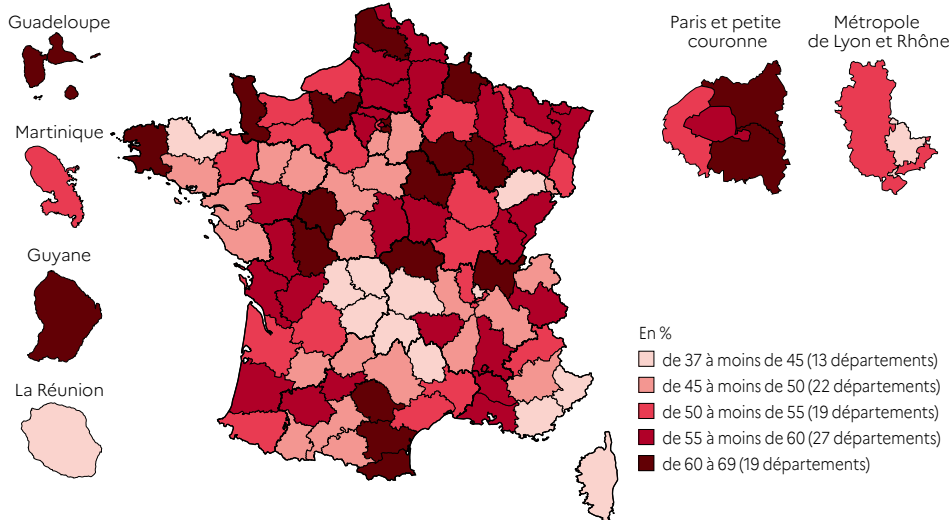 Guadeloupe
Martinique
Guyane
La Réunion
Paris et petite
couronne
Métropole
de Lyon et Rhône
En %
de 37 à moins de 45 (13 départements)
de 45 à moins de 50 (22 départements)
de 50 à moins de 55 (19 départements)
de 55 à moins de 60 (27 départements)
de 60 à 69 (19 départements)